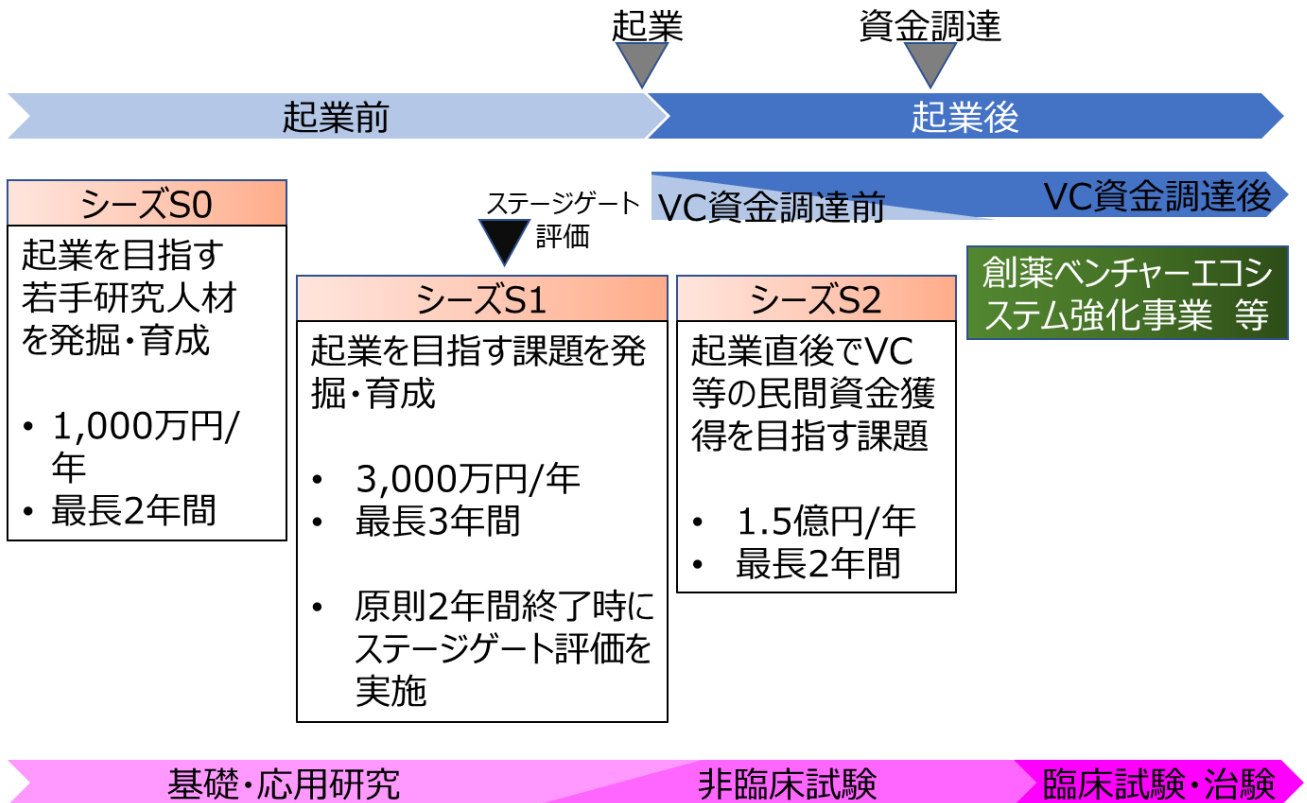 起業
資金調達
起業前
起業後
シーズS0
起業を目指す
若手研究人材
を発掘・育成
• 1,000万円/
年
• 最長2年間
ステージゲート
評価
シーズS1
起業を目指す課題を発
掘・育成
• 3,000万円/年
• 最長3年間
• 原則2年間終了時に
ステージゲート評価を
実施
VC資金調達前
VC資金調達後
シーズS2
起業直後でVC
等の民間資金獲
得を目指す課題
• 1.5億円/年
• 最長2年間
創薬ベンチャーエコシ
ステム強化事業 等
基礎・応用研究
非臨床試験
臨床試験・治験